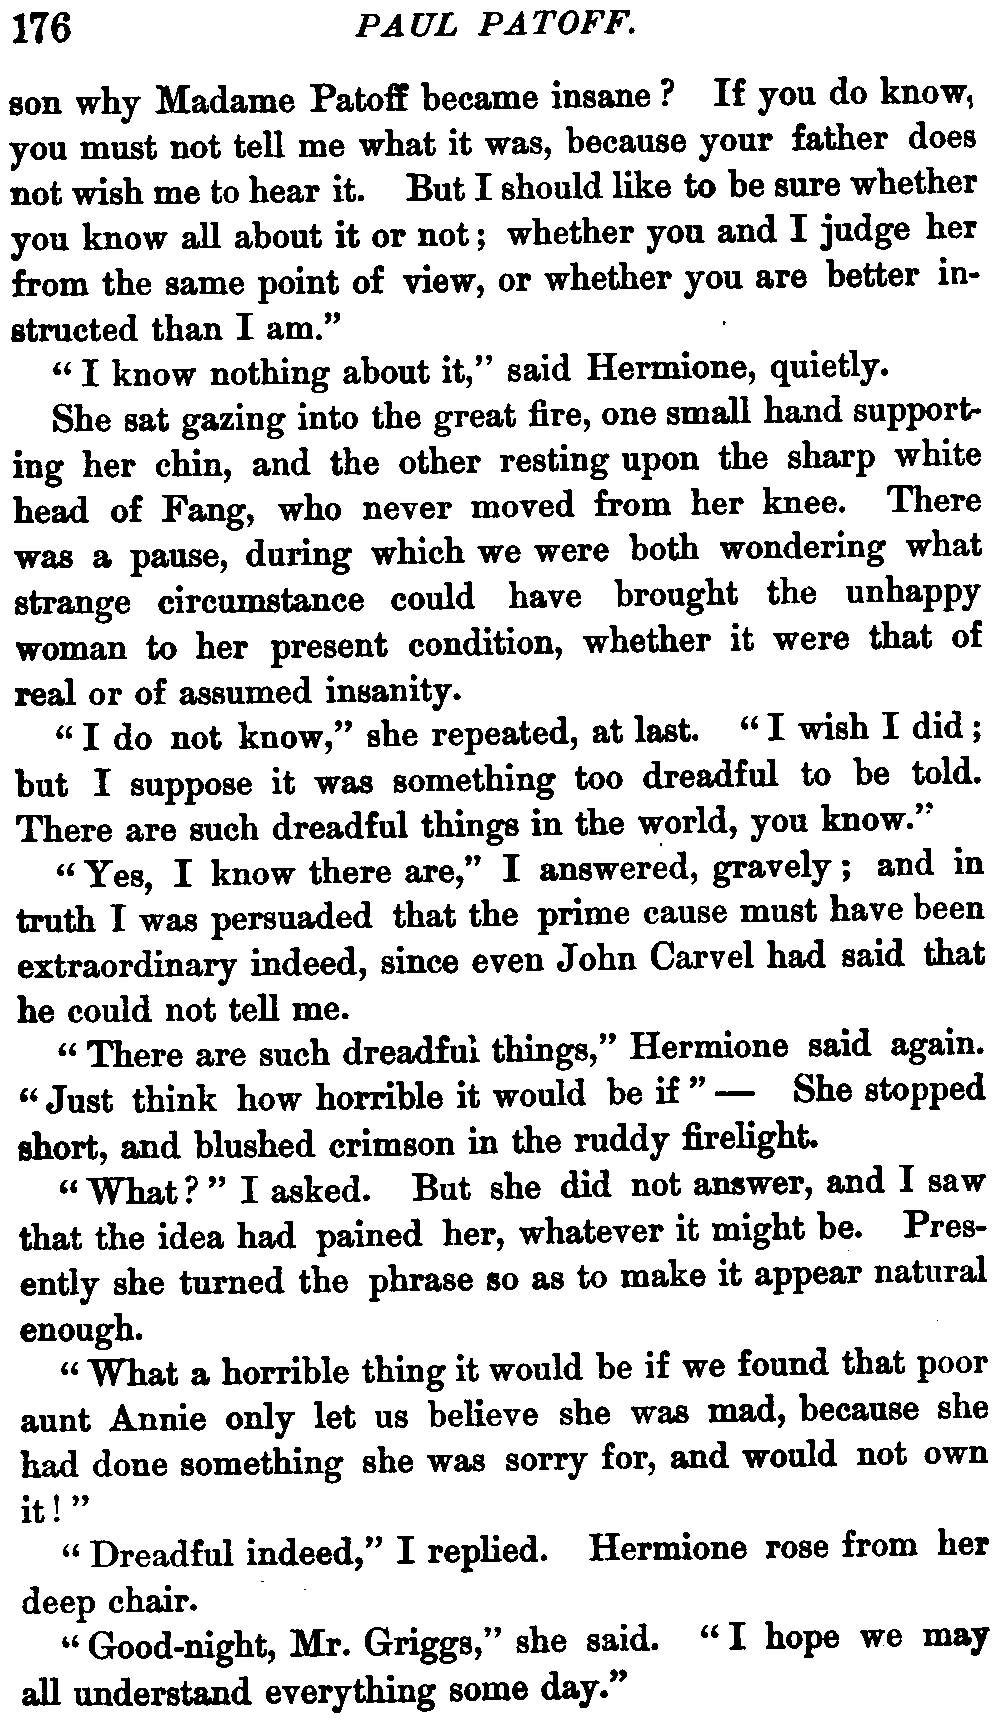 176 PAUL PATOFF.
son why Madame Patoff became insane? If you do know,
you must not tell me what it was, because your father does
not wish me to hear it. But I should like to be sure whether
you know all about it or not; whether you and I judge her
from the same point of view, or whether you are better in-
structed than I am."
"I know nothing about it," said Hermione, quietly.
She sat gazing into the great fire, one small hand support-
ing her chin, and the other resting upon the sharp white
head of Fang, who never moved from her knee. There
was a pause, during which we were both wondering what
strange circumstance could have brought the unhappy
woman to her present condition, whether it were that of
real or of assumed insanity.
"I do not know," she repeated, at last. "I wish I did;
but I suppose it was something too dreadful to be told.
There are such dreadful things in the world, you know."
"Yes, I know there are," I answered, gravely; and in
truth I was persuaded that the prime cause must have been
extraordinary indeed, since even John Carvel had said that
he could not tell me.
"There are such dreadful things," Hermione said again.
"Just think how horrible it would be if"— She stopped
short, and blushed crimson in the ruddy firelight.
"What?" I asked. But she did not answer, and I saw
that the idea had pained her, whatever it might be. Pres-
ently she turned the phrase so as to make it appear natural
enough.
"What a horrible thing it would be if we found that poor
aunt Annie only let us believe she was mad, because she
had done something she was sorry for, and would not own
it!"
"Dreadful indeed," I replied. Hermione rose from her
deep chair.
"Good-night, Mr. Griggs," she said. "I hope we may
all understand everything some day."